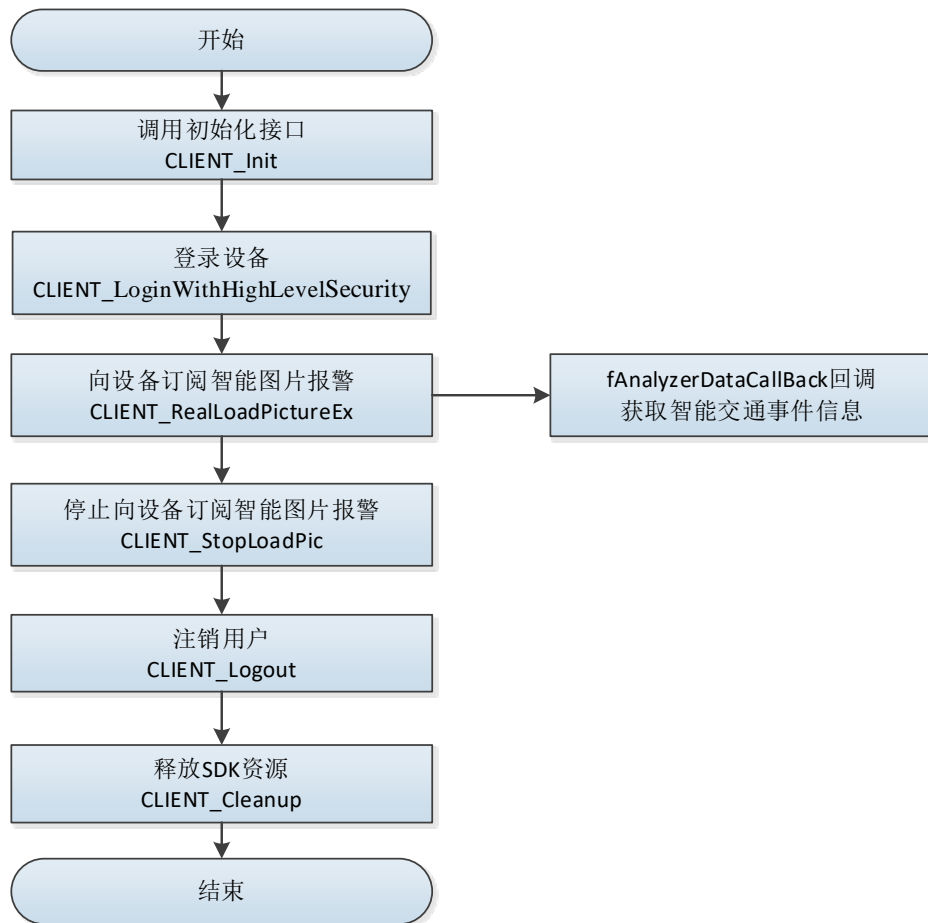 开始
调用初始化接口
CLIENT_Init
登录设备
CLIENT_LoginWithHighLevelSecurity
向设备订阅智能图片报警
CLIENT_RealLoadPictureEx
fAnalyzerDataCallBack回调
获取智能交通事件信息
停止向设备订阅智能图片报警
CLIENT_StopLoadPic
注销用户
CLIENT_Logout
释放SDK资源
CLIENT_Cleanup
结束